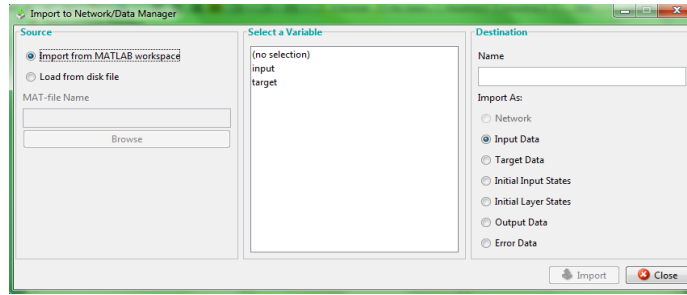 Import to Network/Data Manager
Source
Import from MATLAB workspace
Load from disk file
MAT-file Name
Browse
Select a Variable
(no selection)
input
target
Destination
Name
Import As:
Network
Input Data
Target Data
Initial Input States
Initial Layer States
Output Data
Error Data
Import
Close